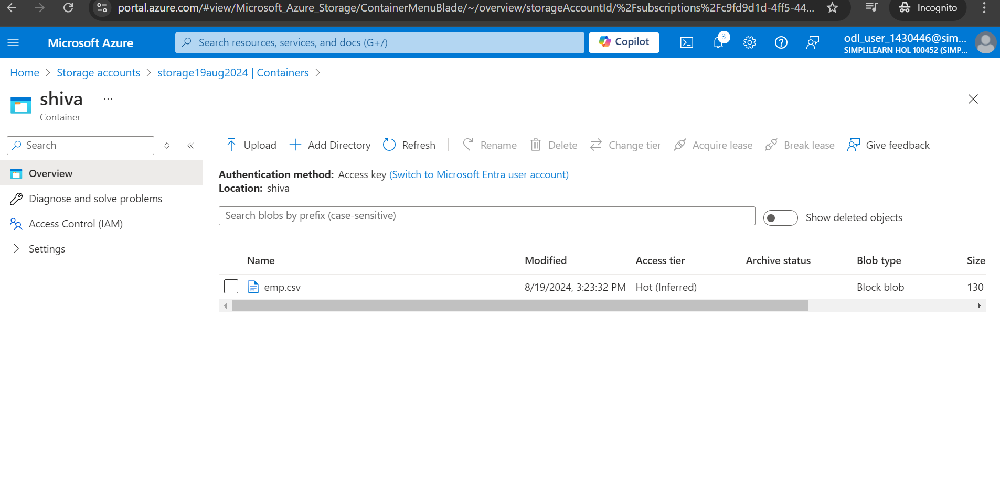 portal.azure.com/#view/Microsoft_Azure_Storage/ContainerMenuBlade/~/overview/storageAccountId/%2Fsubscriptions%2Fc9fd9d1d-4ff5-44...
Incognito
Microsoft Azure
Search resources, services, and docs (G+/)
Copilot
3
odl_user_1430446@sim...
SIMPLILEARN HOL 100452 (SIMP...
Home > Storage accounts > storage19aug2024 | Containers >
shiva ...
Container
Search
Upload
Add Directory
Refresh
Rename
Delete
Change tier
Acquire lease
Break lease
Give feedback
Overview
Diagnose and solve problems
Access Control (IAM)
Settings
Authentication method: Access key (Switch to Microsoft Entra user account)
Location: shiva
Search blobs by prefix (case-sensitive)
Show deleted objects
Name Modified Access tier Archive status Blob type Size
emp.csv 8/19/2024, 3:23:32 PM Hot (Inferred) Block blob 130